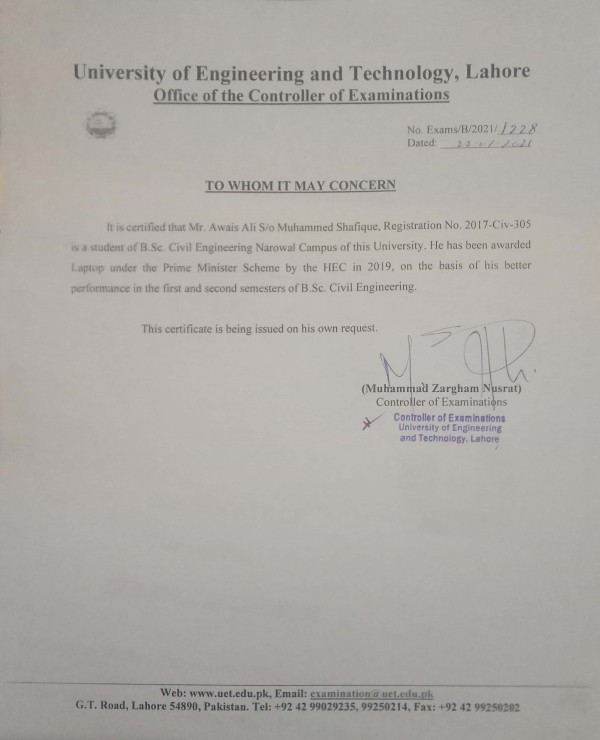 University of Engineering and Technology, Lahore
Office of the Controller of Examinations
No. Exams/B/2021/1228
Dated: 22-01-2021
TO WHOM IT MAY CONCERN
It is certified that Mr. Awais Ali S/o Muhammed Shafique, Registration No. 2017-Civ-305
is a student of B.Sc. Civil Engineering Narowal Campus of this University. He has been awarded
Laptop under the Prime Minister Scheme by the HEC in 2019, on the basis of his better
performance in the first and second semesters of B.Sc. Civil Engineering.
This certificate is being issued on his own request.
(Muhammad Zargham Nusrat)
Controller of Examinations
Controller of Examinations
University of Engineering
and Technology, Lahore
Web: www.uet.edu.pk, Email: examination@uet.edu.pk
G.T. Road, Lahore 54890, Pakistan. Tel: +92 42 99029235, 99250214, Fax: +92 42 99250202